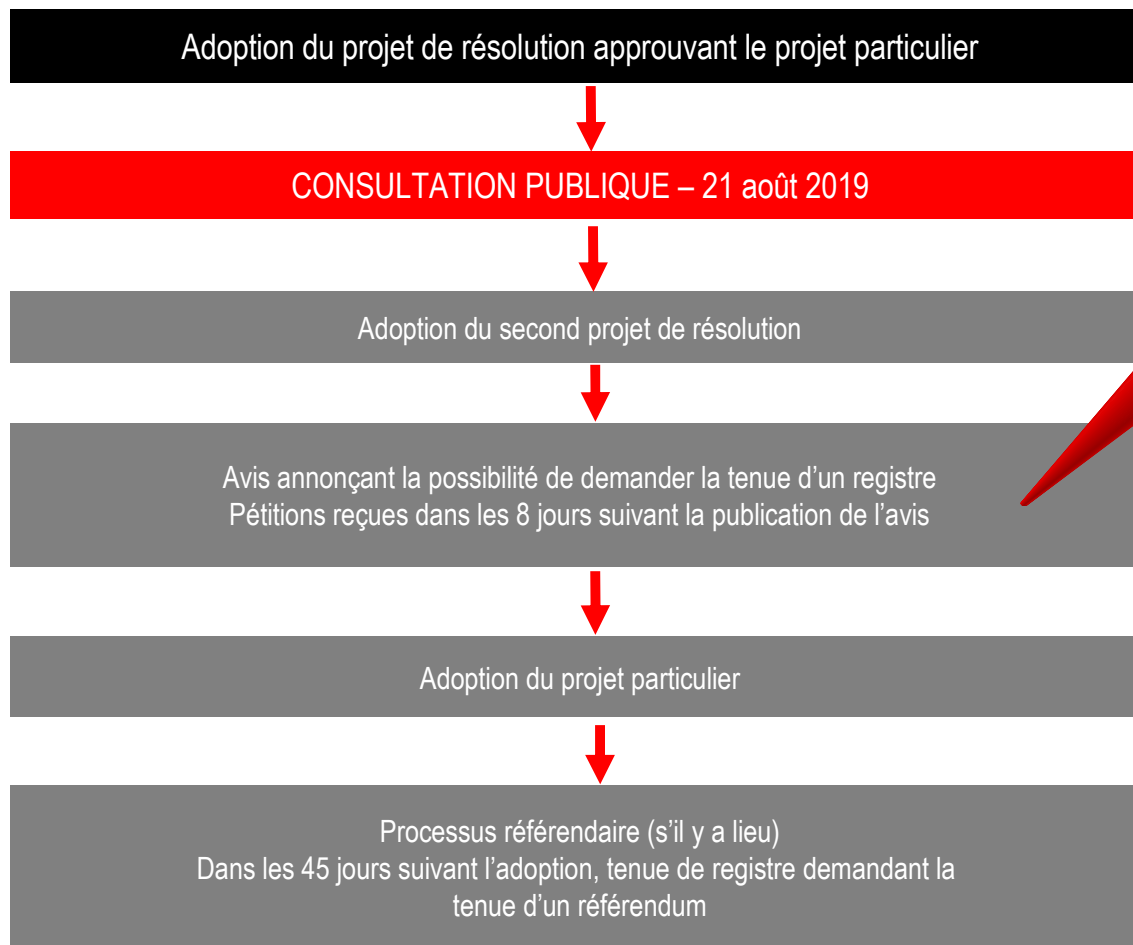 Adoption du projet de résolution approuvant le projet particulier
CONSULTATION PUBLIQUE – 21 août 2019
Adoption du second projet de résolution
Avis annonçant la possibilité de demander la tenue d’un registre
Pétitions reçues dans les 8 jours suivant la publication de l’avis
Adoption du projet particulier
Processus référendaire (s’il y a lieu)
Dans les 45 jours suivant l’adoption, tenue de registre demandant la
tenue d’un référendum